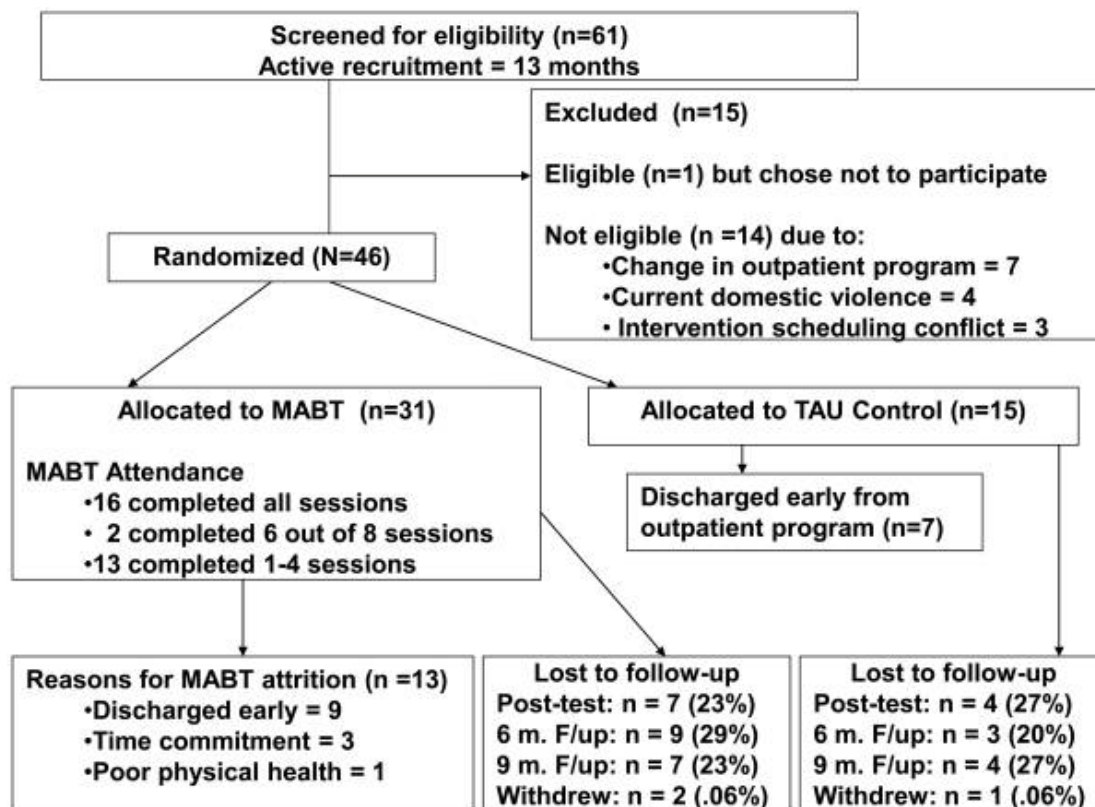 Screened for eligibility (n=61)
Active recruitment = 13 months
Excluded (n=15)
Eligible (n=1) but chose not to participate
Not eligible (n =14) due to:
•Change in outpatient program = 7
•Current domestic violence = 4
• Intervention scheduling conflict = 3
Randomized (N=46)
Allocated to MABT (n=31)
MABT Attendance
•16 completed all sessions
• 2 completed 6 out of 8 sessions
•13 completed 1-4 sessions
Allocated to TAU Control (n=15)
Discharged early from
outpatient program (n=7)
Reasons for MABT attrition (n =13)
•Discharged early = 9
•Time commitment = 3
•Poor physical health = 1
Lost to follow-up
Post-test: n = 7 (23%)
6 m. F/up: n = 9 (29%)
9 m. F/up: n = 7 (23%)
Withdrew: n = 2 (.06%)
Lost to follow-up
Post-test: n = 4 (27%)
6 m. F/up: n = 3 (20%)
9 m. F/up: n = 4 (27%)
Withdrew: n = 1 (.06%)